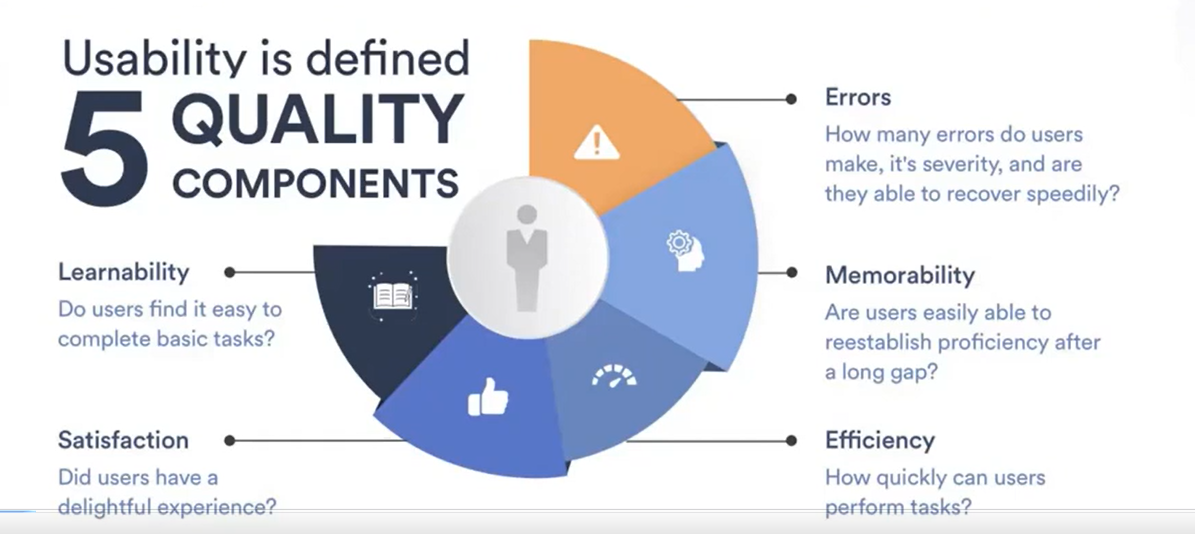 Usability is defined
5 QUALITY
COMPONENTS
Learnability
Do users find it easy to
complete basic tasks?
Satisfaction
Did users have a
delightful experience?
Errors
How many errors do users
make, it's severity, and are
they able to recover speedily?
Memorability
Are users easily able to
reestablish proficiency after
a long gap?
Efficiency
How quickly can users
perform tasks?